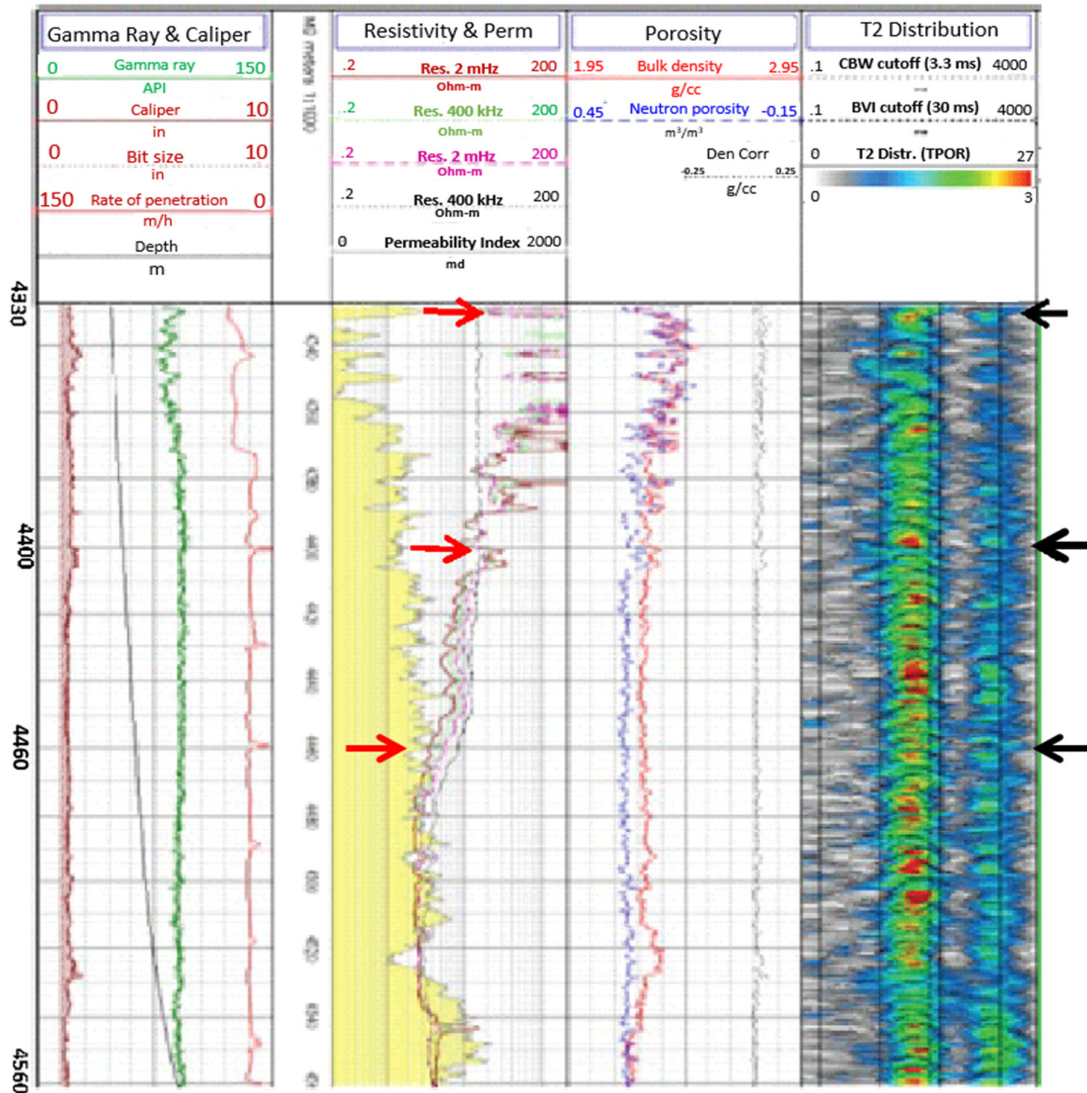 Gamma Ray & Caliper
0 Gamma ray 150
API
0 Caliper 10
in
0 Bit size 10
in
150 Rate of penetration 0
m/h
Depth
m
MD meters 1:1000
Resistivity & Perm
.2 Res. 2 mHz 200
Ohm-m
.2 Res. 400 kHz 200
Ohm-m
.2 Res. 2 mHz 200
Ohm-m
.2 Res. 400 kHz 200
Ohm-m
0 Permeability Index 2000
md
Porosity
1.95 Bulk density 2.95
g/cc
0.45 Neutron porosity -0.15
m³/m³
Den Corr
-0.25 0.25
g/cc
T2 Distribution
.1 CBW cutoff (3.3 ms) 4000
.1 BVI cutoff (30 ms) 4000
0 T2 Distr. (TPOR) 27
0 3
4330
4400
4460
4560